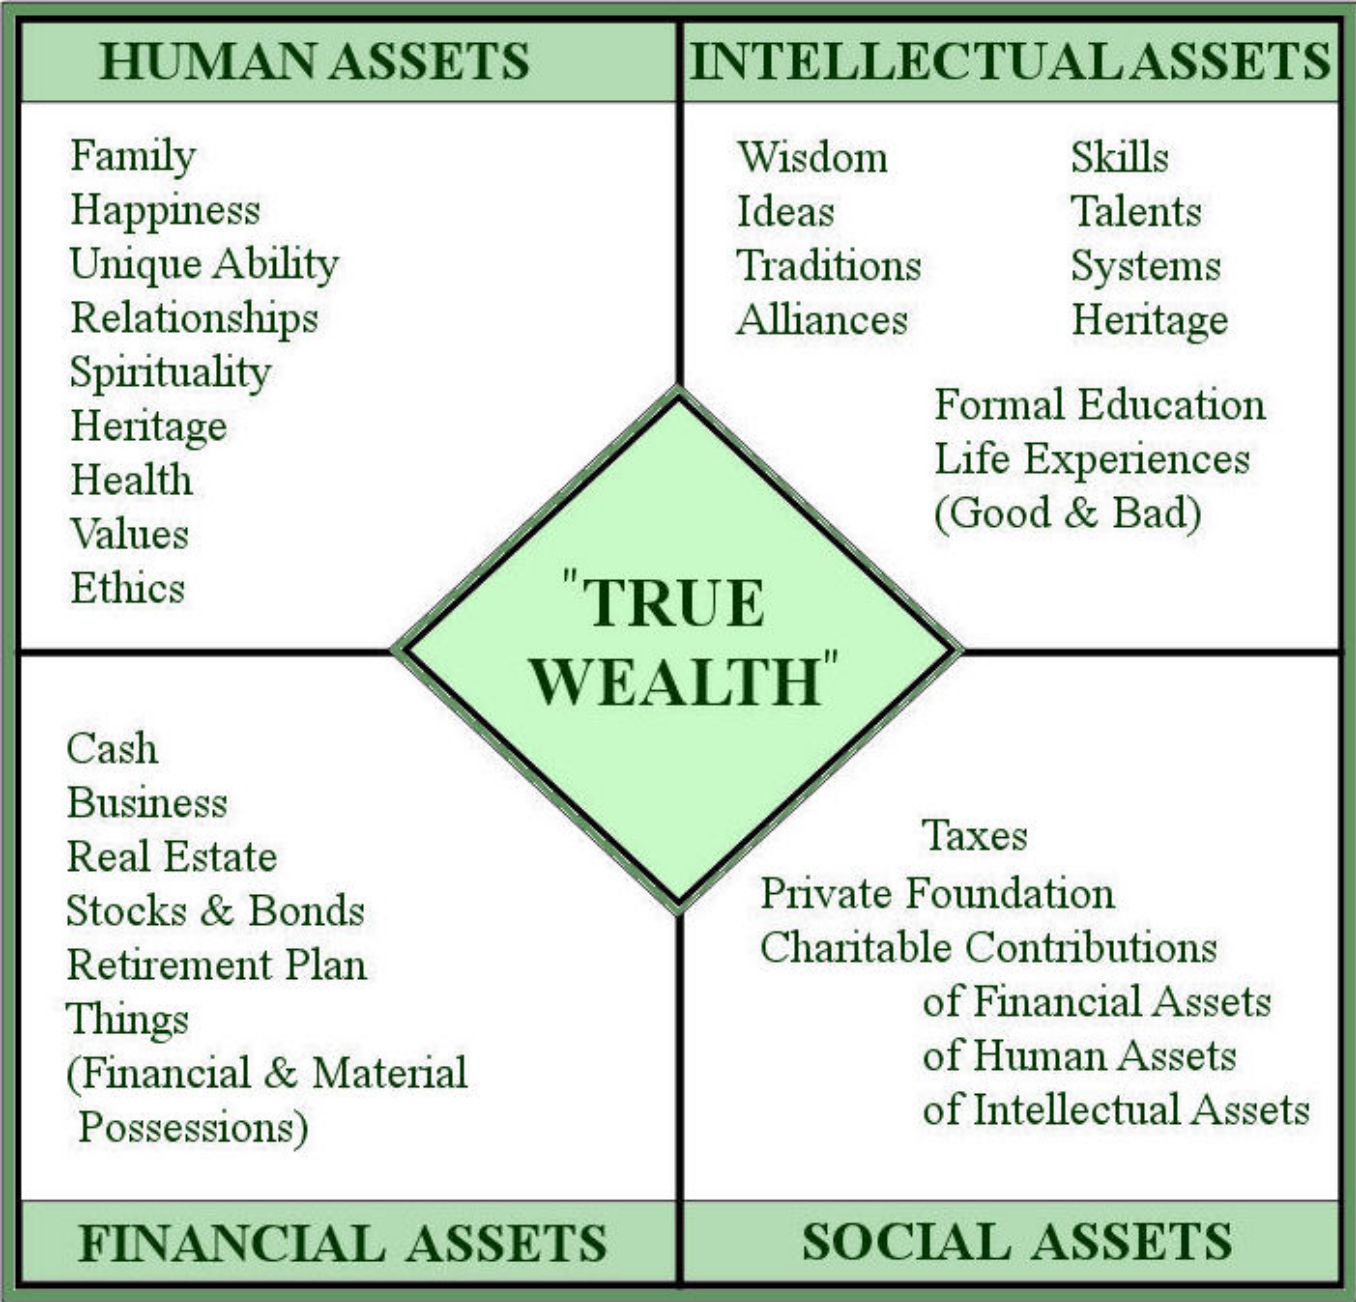 HUMAN ASSETS
Family
Happiness
Unique Ability
Relationships
Spirituality
Heritage
Health
Values
Ethics
INTELLECTUAL ASSETS
Wisdom Skills
Ideas Talents
Traditions Systems
Alliances Heritage
Formal Education
Life Experiences
(Good & Bad)
"TRUE
WEALTH"
Cash
Business
Real Estate
Stocks & Bonds
Retirement Plan
Things
(Financial & Material
Possessions)
FINANCIAL ASSETS
Taxes
Private Foundation
Charitable Contributions
of Financial Assets
of Human Assets
of Intellectual Assets
SOCIAL ASSETS